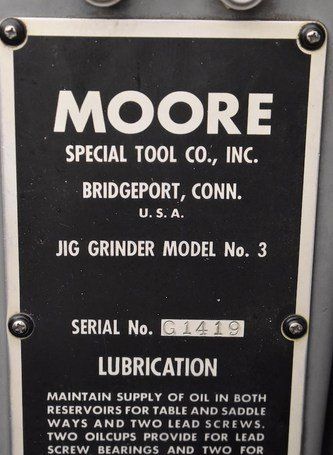 MOORE
SPECIAL TOOL CO., INC.
BRIDGEPORT, CONN.
U.S.A.
JIG GRINDER MODEL No. 3
SERIAL No. G1419
LUBRICATION
MAINTAIN SUPPLY OF OIL IN BOTH
RESERVOIRS FOR TABLE AND SADDLE
WAYS AND TWO LEAD SCREWS.
TWO OILCUPS PROVIDE FOR LEAD
SCREW BEARINGS AND TWO FOR